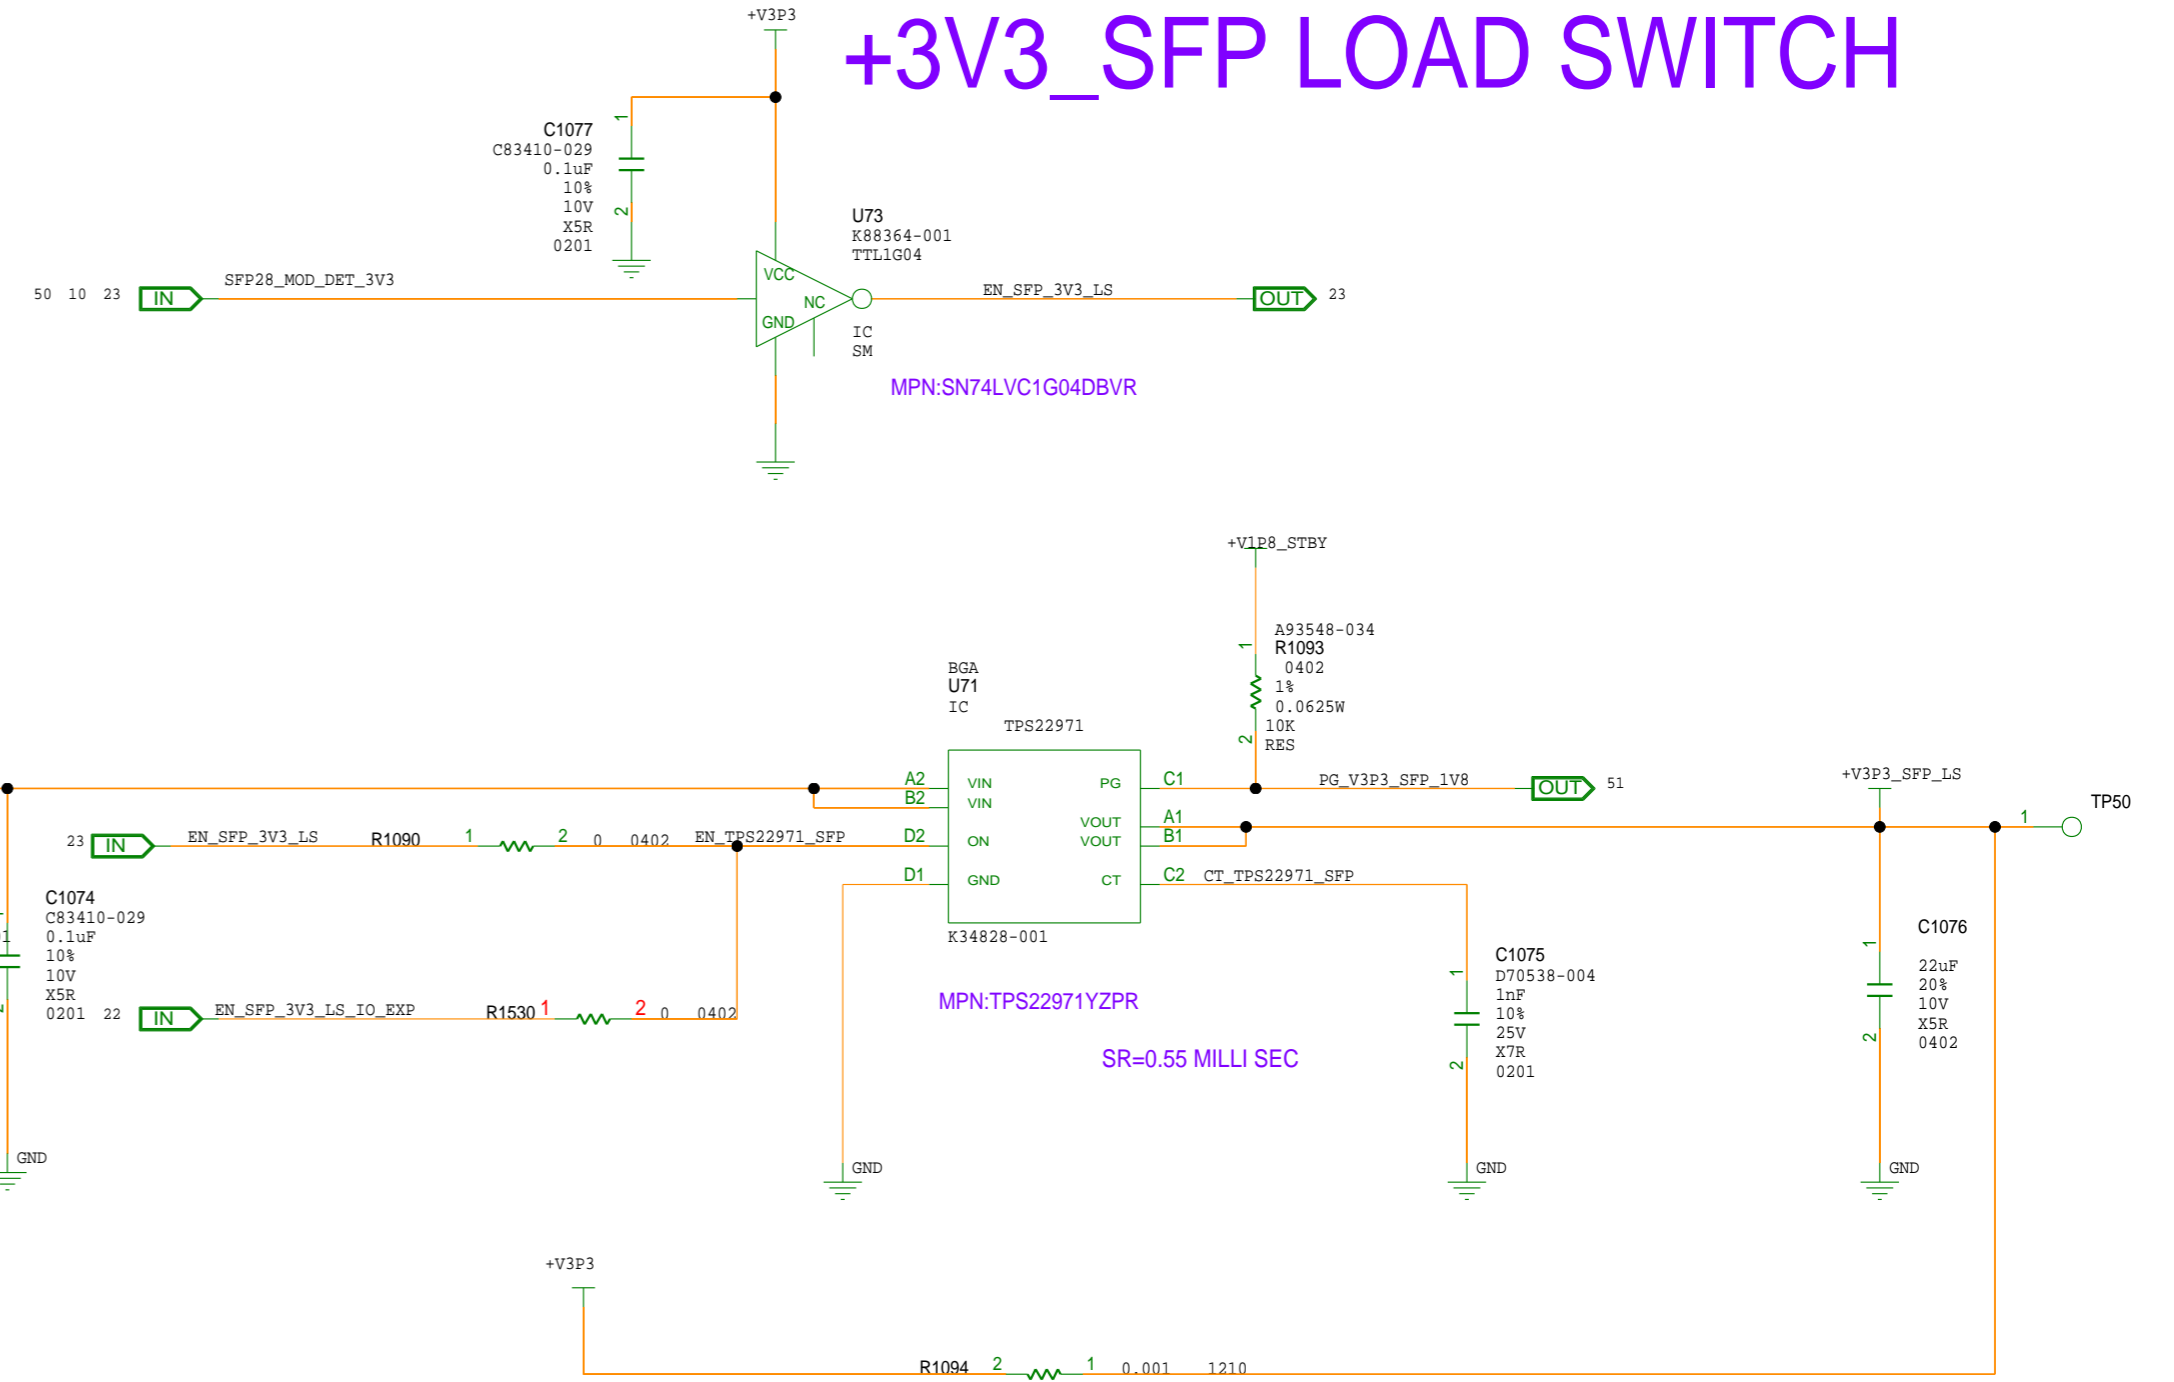 +3V3_SFP LOAD SWITCH
+V3P3
C1077
C83410-029
0.1uF
10%
10V
X5R
0201
1
2
U73
K88364-001
TTL1G04
VCC
NC
GND
IC
SM
50 10 23
IN
SFP28_MOD_DET_3V3
EN_SFP_3V3_LS
OUT
23
MPN:SN74LVC1G04DBVR
+V1P8_STBY
A93548-034
R1093
0402
1%
0.0625W
10K
RES
1
2
BGA
U71
IC
TPS22971
A2
B2
D2
D1
VIN
VIN
ON
GND
PG
VOUT
VOUT
CT
C1
A1
B1
C2
PG_V3P3_SFP_1V8
OUT
51
+V3P3_SFP_LS
1
TP50
CT_TPS22971_SFP
K34828-001
23
IN
EN_SFP_3V3_LS
R1090
1
2
0
0402
EN_TPS22971_SFP
C1074
C83410-029
0.1uF
10%
10V
X5R
0201
1
2
22
IN
EN_SFP_3V3_LS_IO_EXP
R1530
1
2
0
0402
MPN:TPS22971YZPR
SR=0.55 MILLI SEC
C1075
D70538-004
1nF
10%
25V
X7R
0201
1
2
C1076
22uF
20%
10V
X5R
0402
1
2
GND
GND
GND
GND
+V3P3
R1094
2
1
0.001
1210